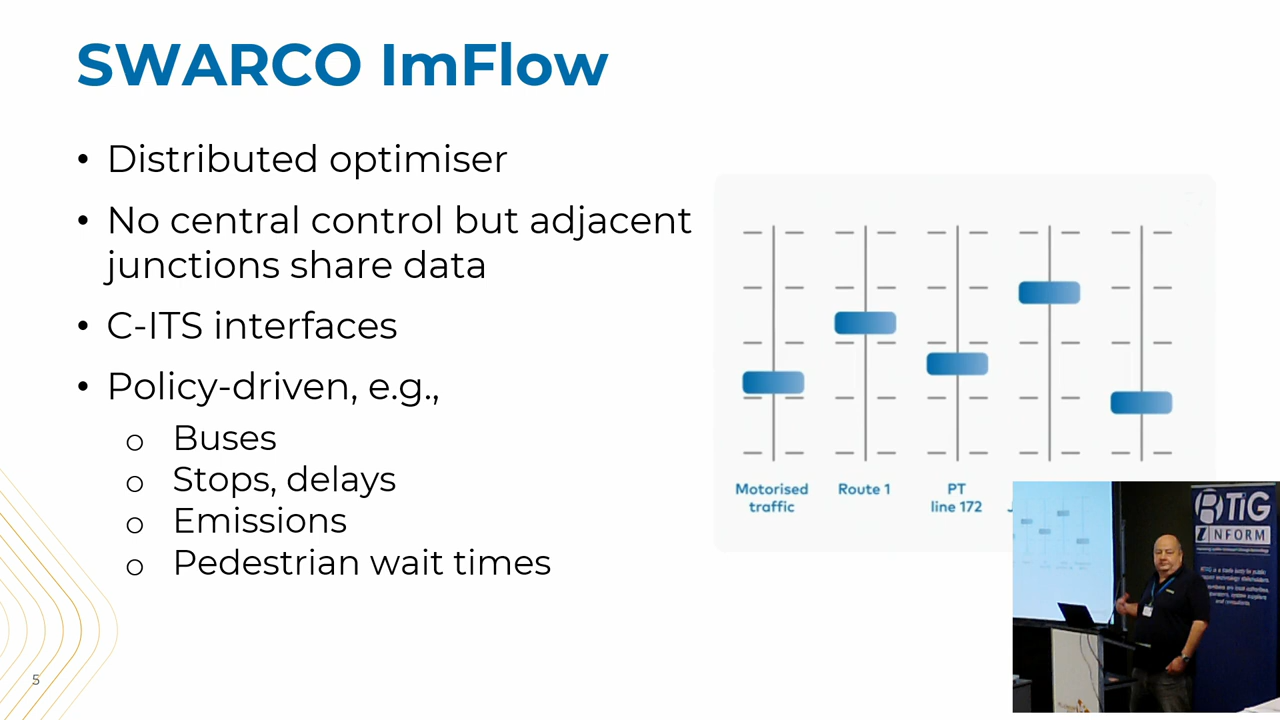 SWARCO ImFlow
• Distributed optimiser
• No central control but adjacent
junctions share data
• C-ITS interfaces
• Policy-driven, e.g.,
o Buses
o Stops, delays
o Emissions
o Pedestrian wait times
Motorised
traffic
Route 1
PT
line 172
RTIG
INFORM
5